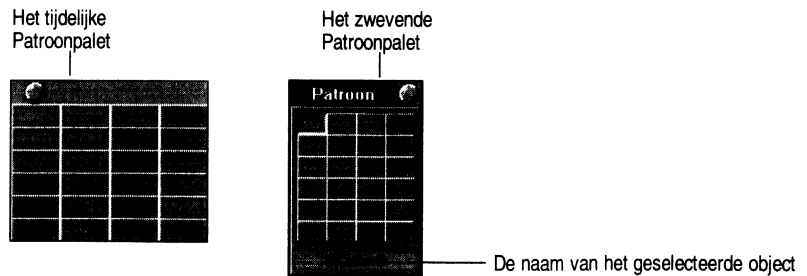 Het tijdelijke
Patroonpalet
Het zwevende
Patroonpalet
Patroon
De naam van het geselecteerde object